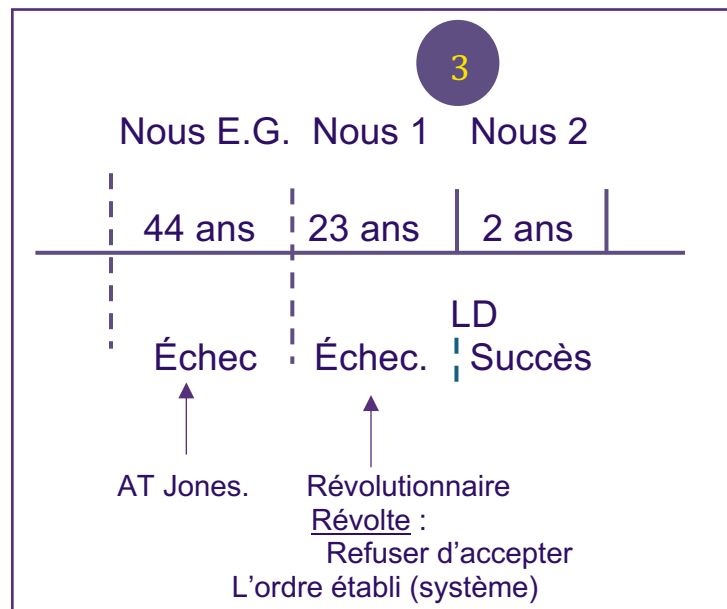 3
Nous E.G. Nous 1 Nous 2
44 ans 23 ans 2 ans
LD
Échec Échec. Succès
AT Jones. Révolutionnaire
Révolte :
Refuser d’accepter
L’ordre établi (système)